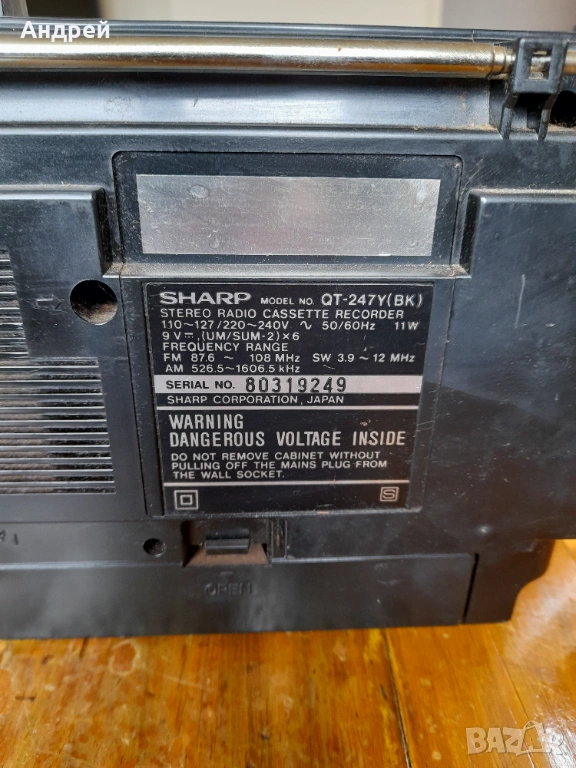 Андрей
SHARP MODEL NO. QT-247Y(BK)
STEREO RADIO CASSETTE RECORDER
110~127/220~240V ∿ 50/60Hz 11W
9V ⎓, (UM/SUM-2)×6
FREQUENCY RANGE
FM 87.6 ~ 108 MHz SW 3.9 ~ 12 MHz
AM 526.5~1606.5 kHz
SERIAL NO. 80319249
SHARP CORPORATION, JAPAN
WARNING
DANGEROUS VOLTAGE INSIDE
DO NOT REMOVE CABINET WITHOUT
PULLING OFF THE MAINS PLUG FROM
THE WALL SOCKET.
S
OPEN
BAZAR